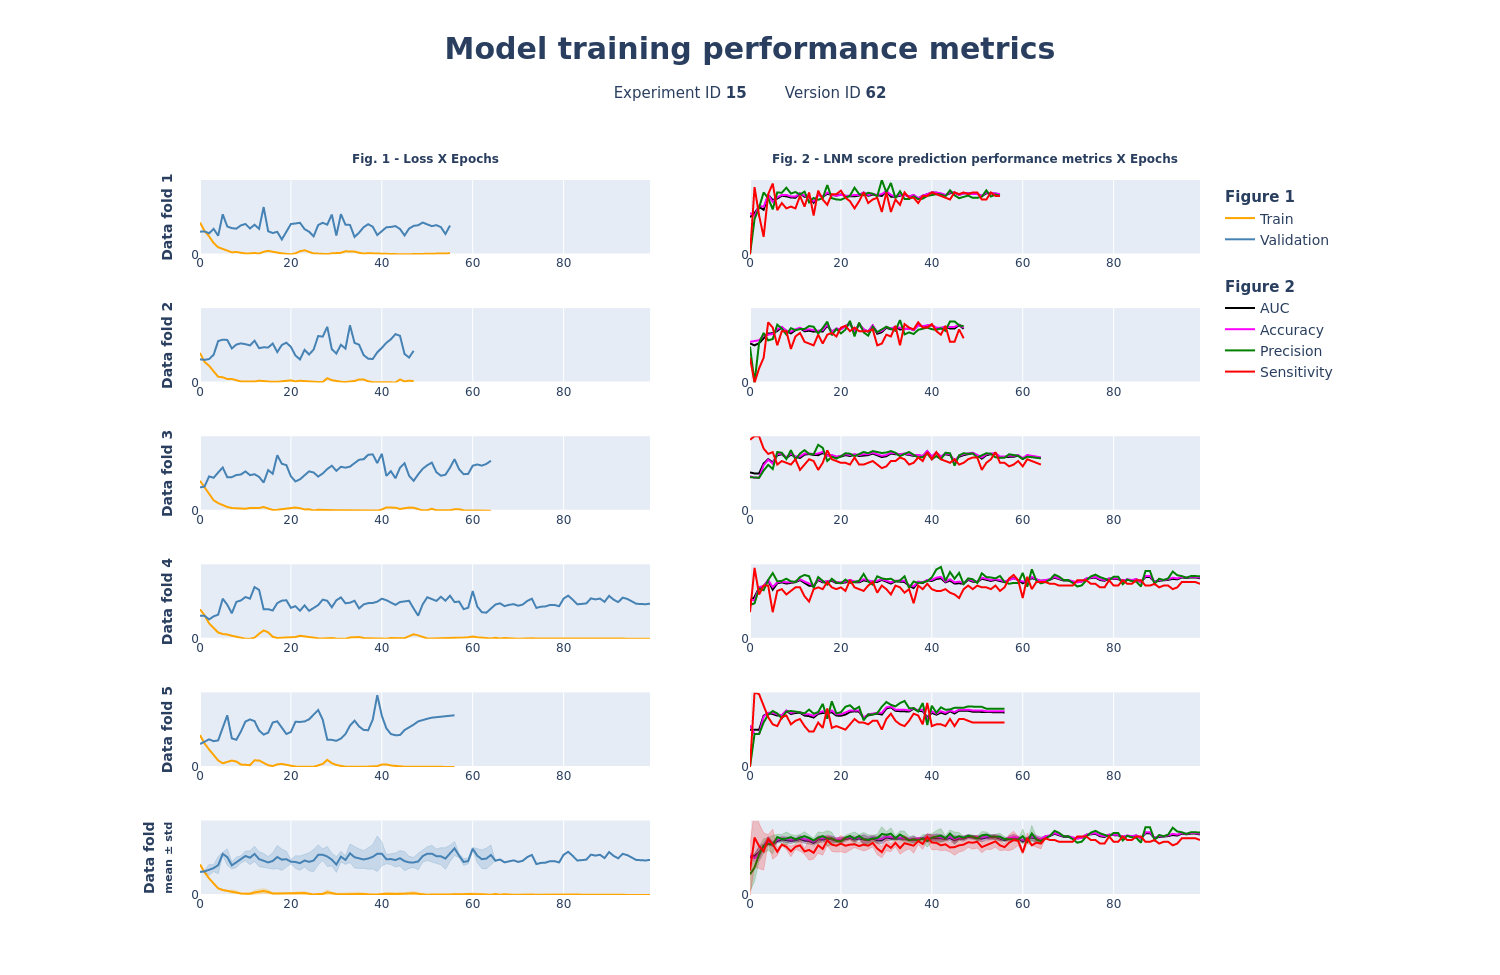 Model training performance metrics
Experiment ID 15 Version ID 62
Fig. 1 - Loss X Epochs
Fig. 2 - LNM score prediction performance metrics X Epochs
Data fold 1
0
0 20 40 60 80
0
0 20 40 60 80
Figure 1
Train
Validation
Figure 2
AUC
Accuracy
Precision
Sensitivity
Data fold 2
0
0 20 40 60 80
0
0 20 40 60 80
Data fold 3
0
0 20 40 60 80
0
0 20 40 60 80
Data fold 4
0
0 20 40 60 80
0
0 20 40 60 80
Data fold 5
0
0 20 40 60 80
0
0 20 40 60 80
Data fold
mean ± std
0
0 20 40 60 80
0
0 20 40 60 80